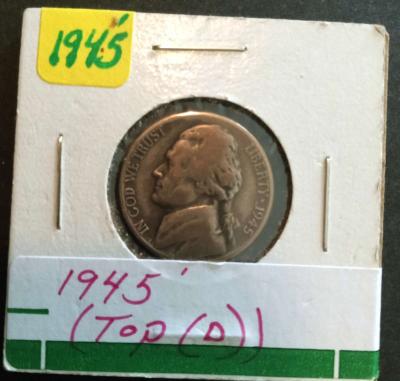 1945
IN GOD WE TRUST
LIBERTY * 1945
1945
(TOP (D))